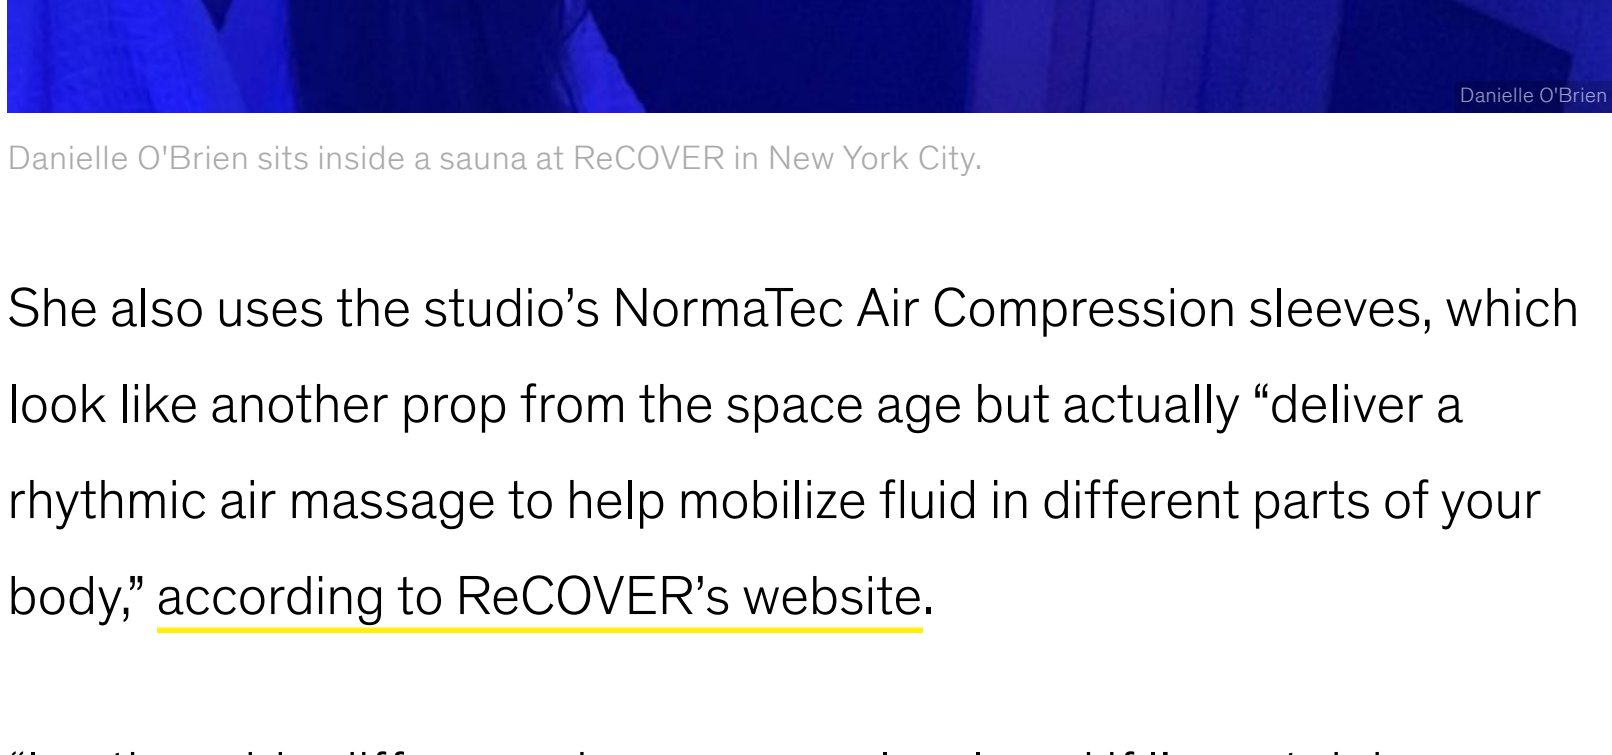 Danielle O'Brien
Danielle O'Brien sits inside a sauna at ReCOVER in New York City.
She also uses the studio’s NormaTec Air Compression sleeves, which
look like another prop from the space age but actually “deliver a
rhythmic air massage to help mobilize fluid in different parts of your
body,” according to ReCOVER’s website.